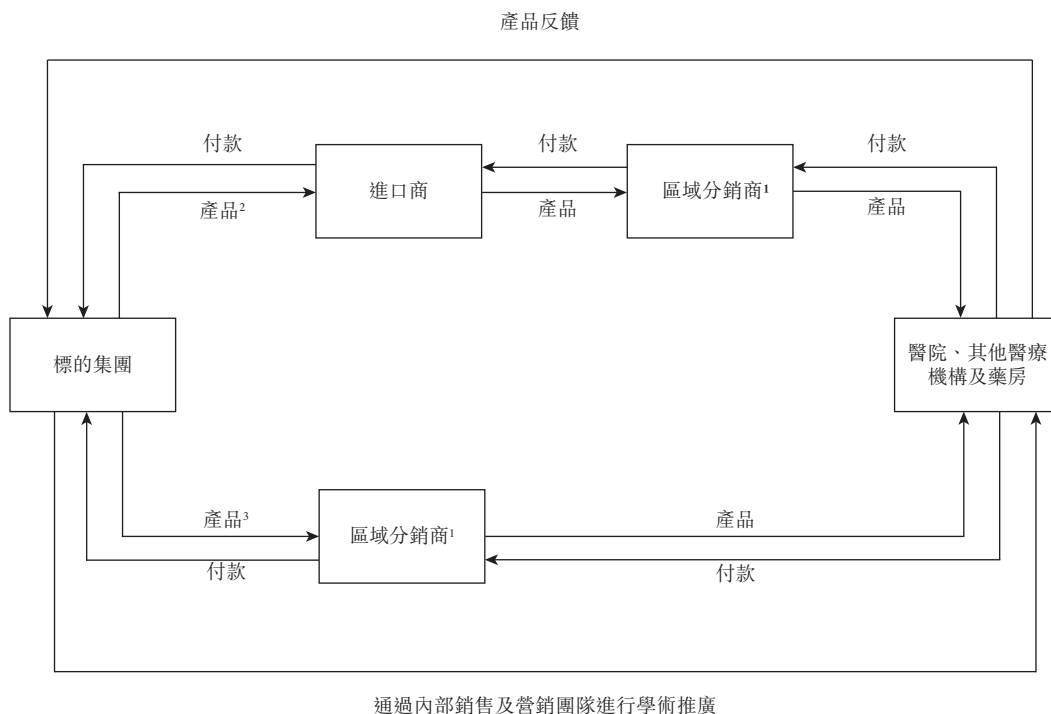 產品反饋
付款
付款
付款
進口商
區域分銷商¹
產品²
產品
產品
標的集團
醫院、其他醫療
機構及藥房
產品³
區域分銷商¹
產品
付款
付款
通過內部銷售及營銷團隊進行學術推廣